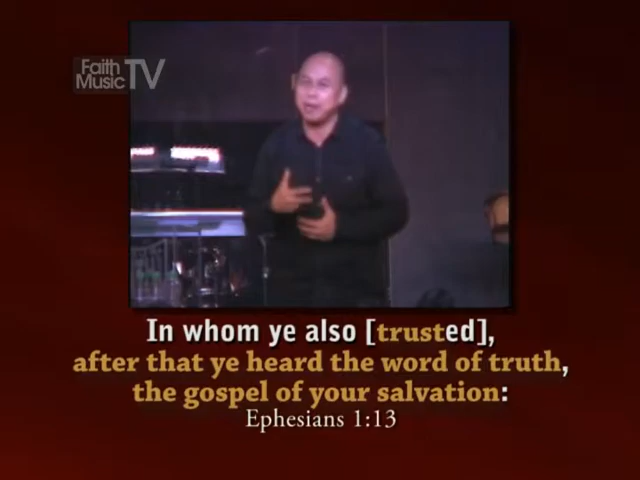 Faith
Music TV
In whom ye also [trusted],
after that ye heard the word of truth,
the gospel of your salvation:
Ephesians 1:13